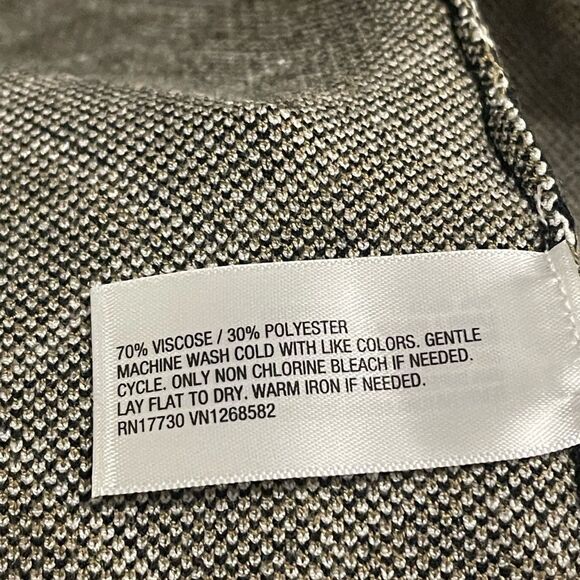 70% VISCOSE / 30% POLYESTER
MACHINE WASH COLD WITH LIKE COLORS. GENTLE
CYCLE. ONLY NON CHLORINE BLEACH IF NEEDED.
LAY FLAT TO DRY. WARM IRON IF NEEDED.
RN17730 VN1268582